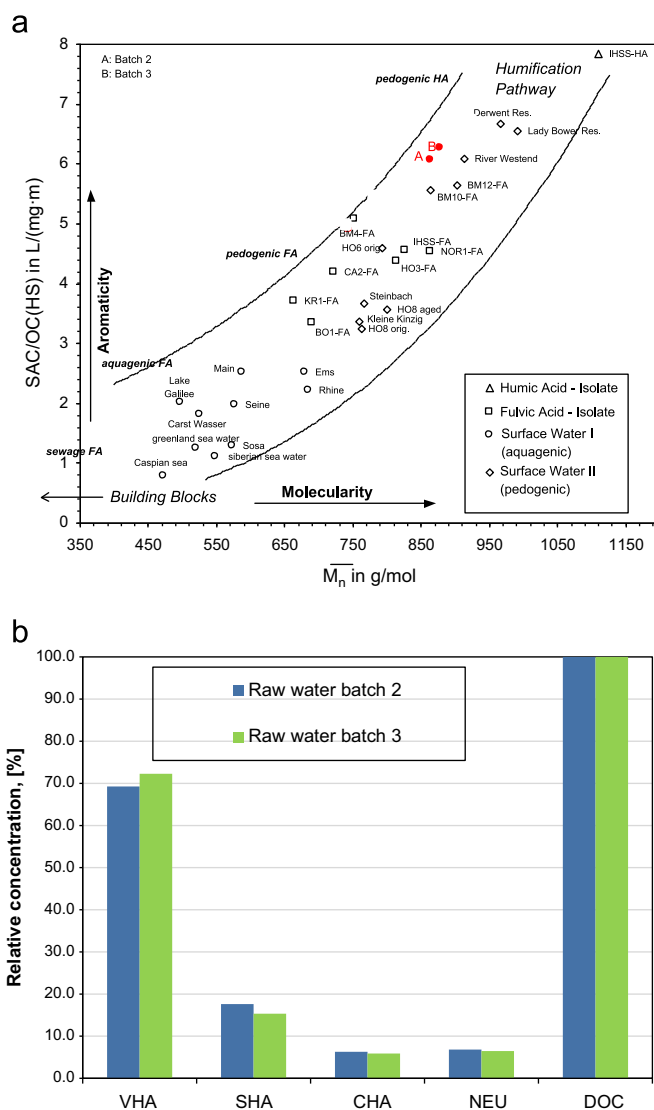 a
A: Batch 2
B: Batch 3
SAC/OC(HS) in L/(mg·m)
8
7
6
5
4
3
2
1
0
Aromaticity
pedogenic HA
Humification
Pathway
IHSS-HA
Derwent Res.
Lady Bower Res.
B
A
River Westend
BM12-FA
BM10-FA
BM4-FA
HO6 orig.
IHSS-FA
NOR1-FA
pedogenic FA
CA2-FA
HO3-FA
KR1-FA
Steinbach
HO8 aged
BO1-FA
Kleine Kinzig
HO8 orig.
aquagenic FA
Main
Ems
Lake
Galilee
Rhine
Seine
Carst Wasser
greenland sea water
Sosa
sewage FA
siberian sea water
Caspian sea
Building Blocks
Molecularity
Humic Acid - Isolate
Fulvic Acid - Isolate
Surface Water I
(aquagenic)
Surface Water II
(pedogenic)
350 450 550 650 750 850 950 1050 1150
Mn in g/mol
b
Relative concentration, [%]
100.0
90.0
80.0
70.0
60.0
50.0
40.0
30.0
20.0
10.0
0.0
Raw water batch 2
Raw water batch 3
VHA SHA CHA NEU DOC